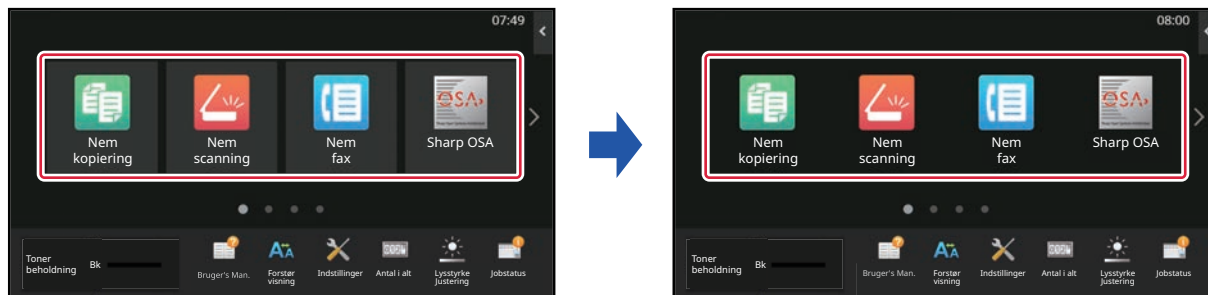 07:49
OSA
Nem
kopiering
Nem
scanning
Nem
fax
Sharp OSA
Toner
beholdning
Bk
Bruger's Man.
Forstør
visning
Indstillinger
Antal i alt
Lysstyrke
Justering
Jobstatus
08:00
OSA
Nem
kopiering
Nem
scanning
Nem
fax
Sharp OSA
Toner
beholdning
Bk
Bruger's Man.
Forstør
visning
Indstillinger
Antal i alt
Lysstyrke
Justering
Jobstatus